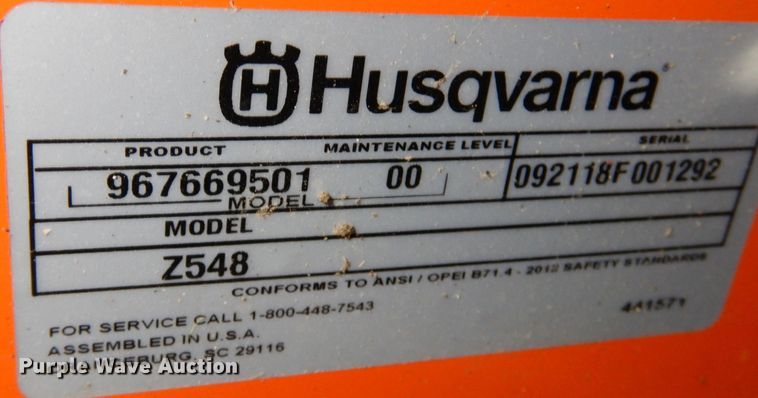 H Husqvarna
PRODUCT MAINTENANCE LEVEL SERIAL
967669501 00 092118F001292
MODEL
MODEL
Z548
CONFORMS TO ANSI / OPEI B71.4 - 2012 SAFETY STANDARDS
FOR SERVICE CALL 1-800-448-7543
441571
ASSEMBLED IN U.S.A.
SC 29116
Purple Wave Auction